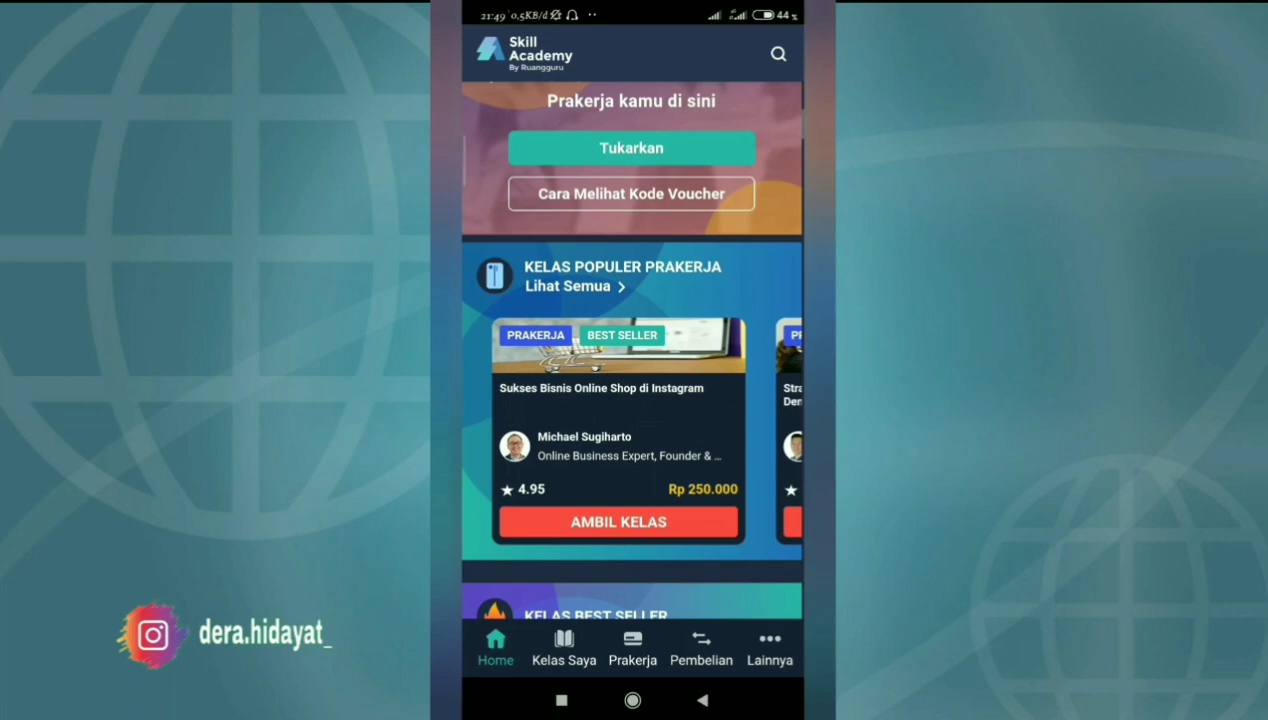 21:49 0,5KB/d
44 %
Skill
Academy
By Ruangguru
Prakerja kamu di sini
Tukarkan
Cara Melihat Kode Voucher
KELAS POPULER PRAKERJA
Lihat Semua >
PRAKERJA BEST SELLER
Sukses Bisnis Online Shop di Instagram
Michael Sugiharto
Online Business Expert, Founder & ...
4.95 Rp 250.000
AMBIL KELAS
KELAS BEST SELLER
Home Kelas Saya Prakerja Pembelian Lainnya
dera.hidayat_